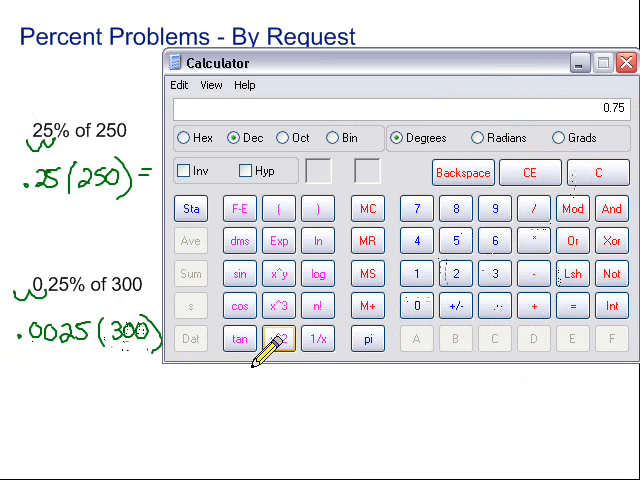 Percent Problems - By Request
Calculator
Edit View Help
0.75
Hex Dec Oct Bin Degrees Radians Grads
Inv Hyp Backspace CE C
Sta F-E ( ) MC 7 8 9 / Mod And
Ave dms Exp ln MR 4 5 6 * Or Xor
Sum sin x^y log MS 1 2 3 - Lsh Not
s cos x^3 n! M+ 0 +/- . + = Int
Dat tan 1/x pi A B C D E F
25% of 250
.25(250) =
0.25% of 300
.0025(300)